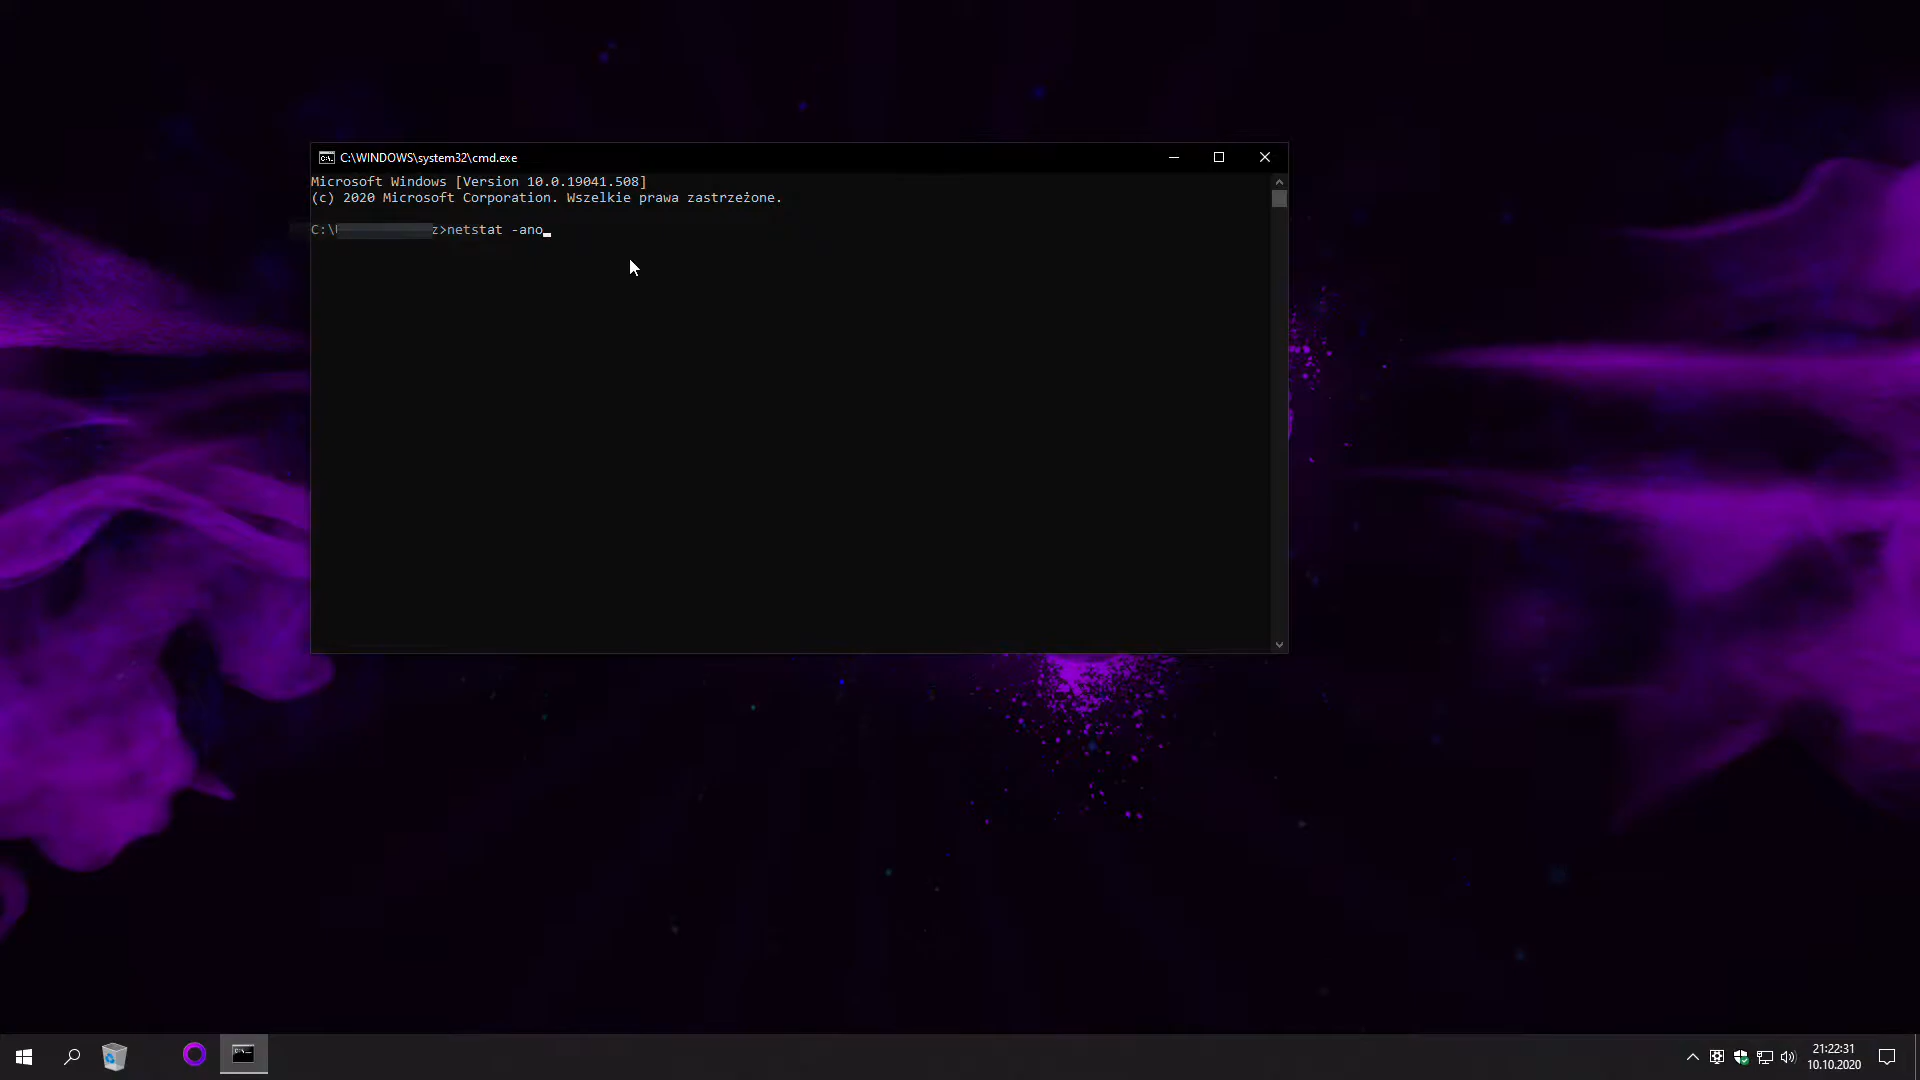 C:\WINDOWS\system32\cmd.exe
Microsoft Windows [Version 10.0.19041.508]
(c) 2020 Microsoft Corporation. Wszelkie prawa zastrzeżone.
C:\ z>netstat -ano
21:22:31
10.10.2020